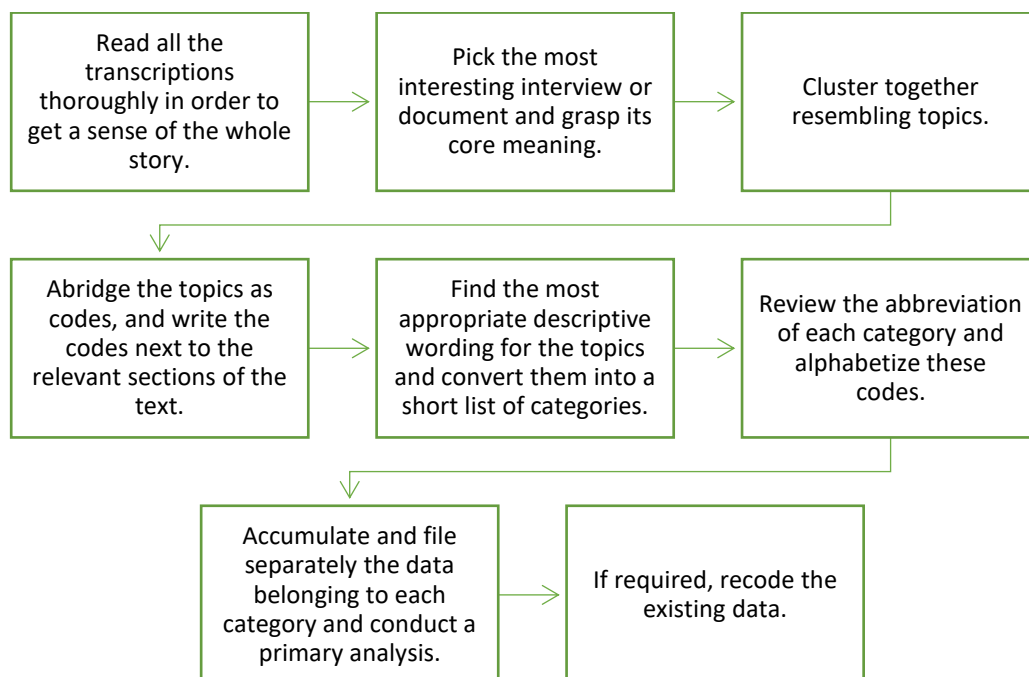 Read all the
transcriptions
thoroughly in order to
get a sense of the whole
story.
Pick the most
interesting interview or
document and grasp its
core meaning.
Cluster together
resembling topics.
Abridge the topics as
codes, and write the
codes next to the
relevant sections of the
text.
Find the most
appropriate descriptive
wording for the topics
and convert them into a
short list of categories.
Review the abbreviation
of each category and
alphabetize these
codes.
Accumulate and file
separately the data
belonging to each
category and conduct a
primary analysis.
If required, recode the
existing data.